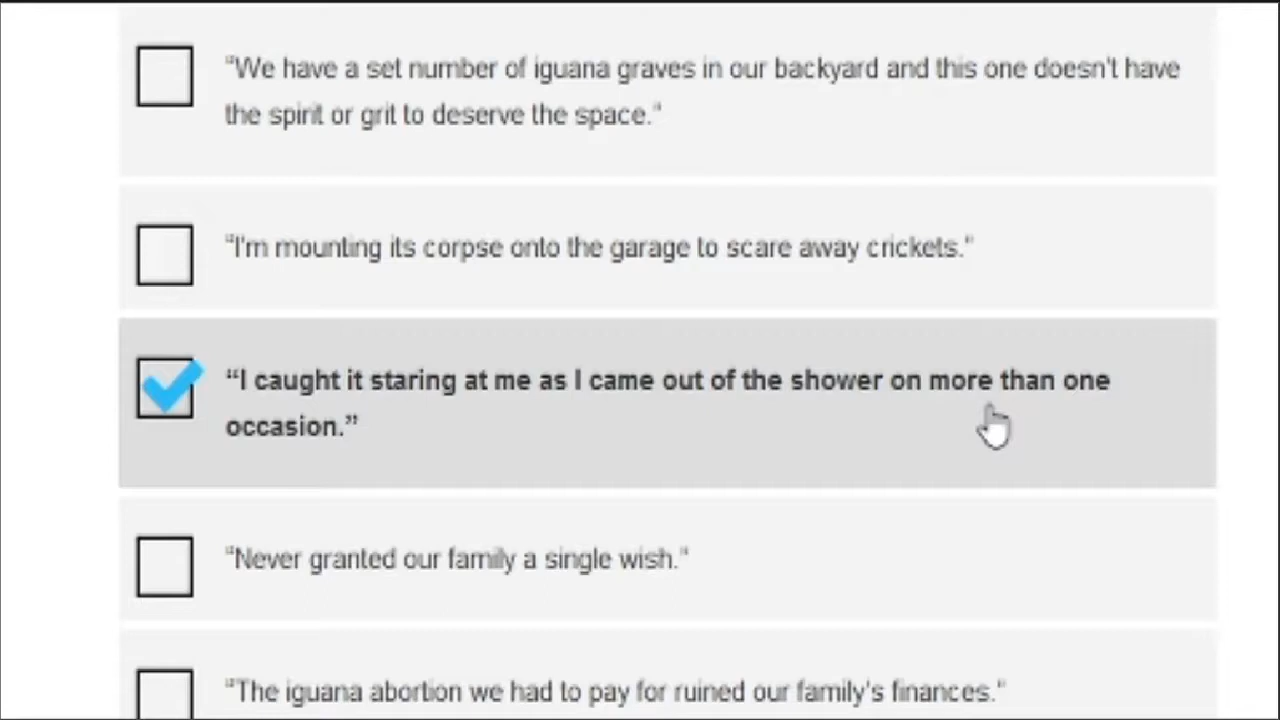 “We have a set number of iguana graves in our backyard and this one doesn't have
the spirit or grit to deserve the space.”
“I'm mounting its corpse onto the garage to scare away crickets.”
“I caught it staring at me as I came out of the shower on more than one
occasion.”
“Never granted our family a single wish.”
“The iguana abortion we had to pay for ruined our family's finances.”